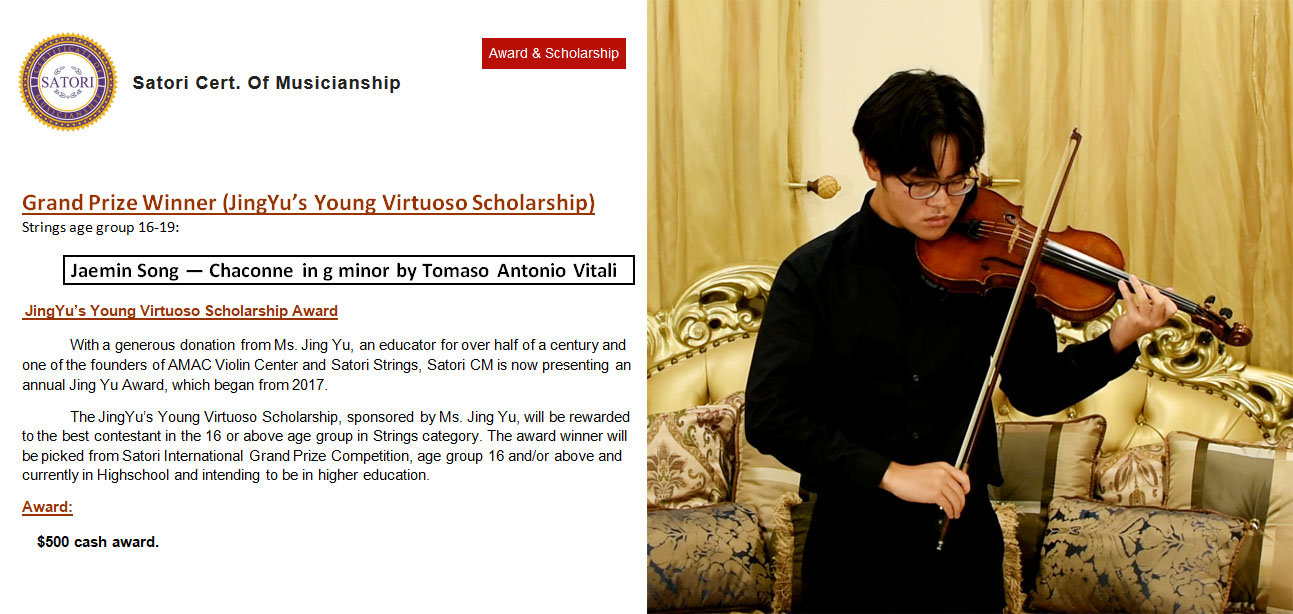 SATORI
Satori Cert. Of Musicianship
Award & Scholarship
Grand Prize Winner (JingYu's Young Virtuoso Scholarship)
Strings age group 16-19:
Jaemin Song — Chaconne in g minor by Tomaso Antonio Vitali
JingYu's Young Virtuoso Scholarship Award
With a generous donation from Ms. Jing Yu, an educator for over half of a century and
one of the founders of AMAC Violin Center and Satori Strings, Satori CM is now presenting an
annual Jing Yu Award, which began from 2017.
The JingYu's Young Virtuoso Scholarship, sponsored by Ms. Jing Yu, will be rewarded
to the best contestant in the 16 or above age group in Strings category. The award winner will
be picked from Satori International Grand Prize Competition, age group 16 and/or above and
currently in Highschool and intending to be in higher education.
Award:
$500 cash award.